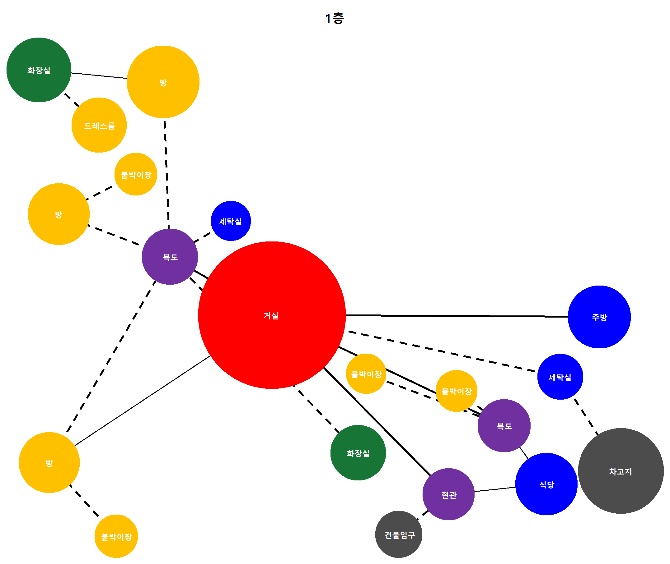 1층
화장실
방
드레스룸
붙박이장
방
세탁실
복도
거실
주방
붙박이장
세탁실
붙박이장
복도
화장실
방
차고지
식당
현관
건물입구
붙박이장